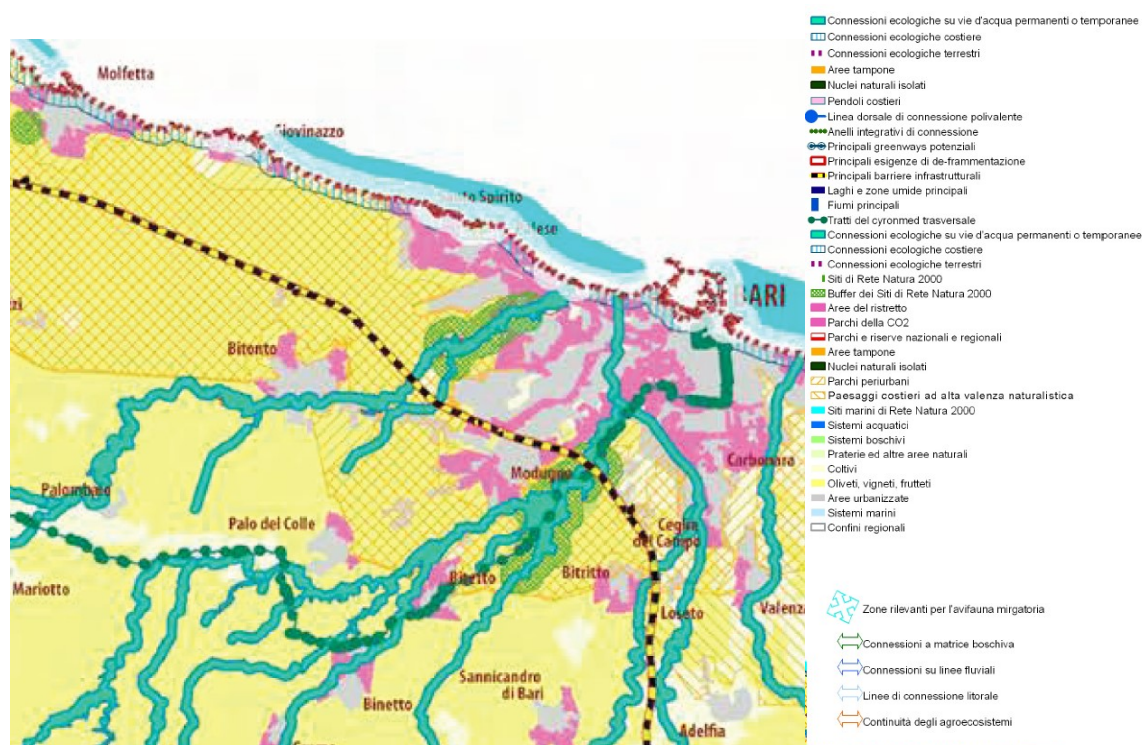 Molfetta
Giovinazzo
Spirito
BARI
Bitonto
Modugno
Carbonara
Palombaio
Palo del Colle
Ceglra
del Campo
Mariotto
Bitetto
Bitritto
Loseto
Valenza
Sannicandro
di Bari
Binetto
Adelfia
Connessioni ecologiche su vie d'acqua permanenti o temporanee
Connessioni ecologiche costiere
Connessioni ecologiche terrestri
Aree tampone
Nuclei naturali isolati
Pendoli costieri
Linea dorsale di connessione polivalente
Anelli integrativi di connessione
Principali greenways potenziali
Principali esigenze di de-frammentazione
Principali barriere infrastrutturali
Laghi e zone umide principali
Fiumi principali
Tratti del cyronmed trasversale
Connessioni ecologiche su vie d'acqua permanenti o temporanee
Connessioni ecologiche costiere
Connessioni ecologiche terrestri
Siti di Rete Natura 2000
Buffer dei Siti di Rete Natura 2000
Aree del ristretto
Parchi della CO2
Parchi e riserve nazionali e regionali
Aree tampone
Nuclei naturali isolati
Parchi periurbani
Paesaggi costieri ad alta valenza naturalistica
Siti marini di Rete Natura 2000
Sistemi acquatici
Sistemi boschivi
Praterie ed altre aree naturali
Coltivi
Oliveti, vigneti, frutteti
Aree urbanizzate
Sistemi marini
Confini regionali
Zone rilevanti per l'avifauna mirgatoria
Connessioni a matrice boschiva
Connessioni su linee fluviali
Linee di connessione litorale
Continuità degli agroecosistemi